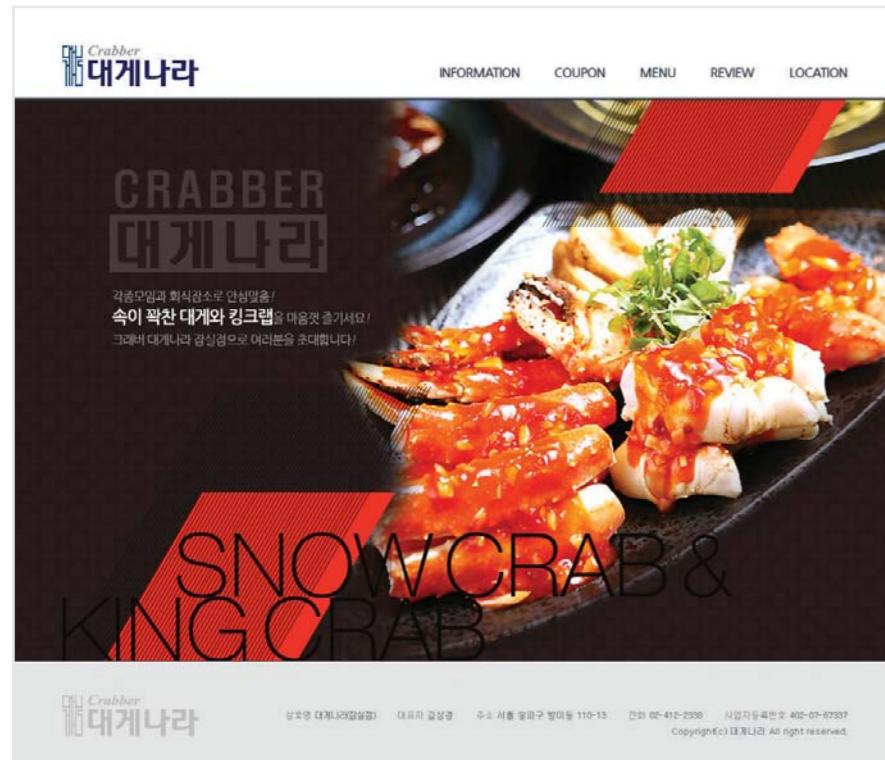 Crabber
대게나라
INFORMATION COUPON MENU REVIEW LOCATION
CRABBER
대게나라
각종모임과 회식장소로 안성맞춤!
속이 꽉찬 대게와 킹크랩을 마음껏 즐기세요!
크래버 대게나라 잠실점으로 여러분을 초대합니다!
SNOW CRAB &
KING CRAB
Crabber
대게나라
상호명 대게나라(잠실점) 대표자 주소 서울 송파구 방이동 110-13 전화 02-412-2338 사업자등록번호 402-07-67337
Copyright(c) 대게나라 All right reserved.